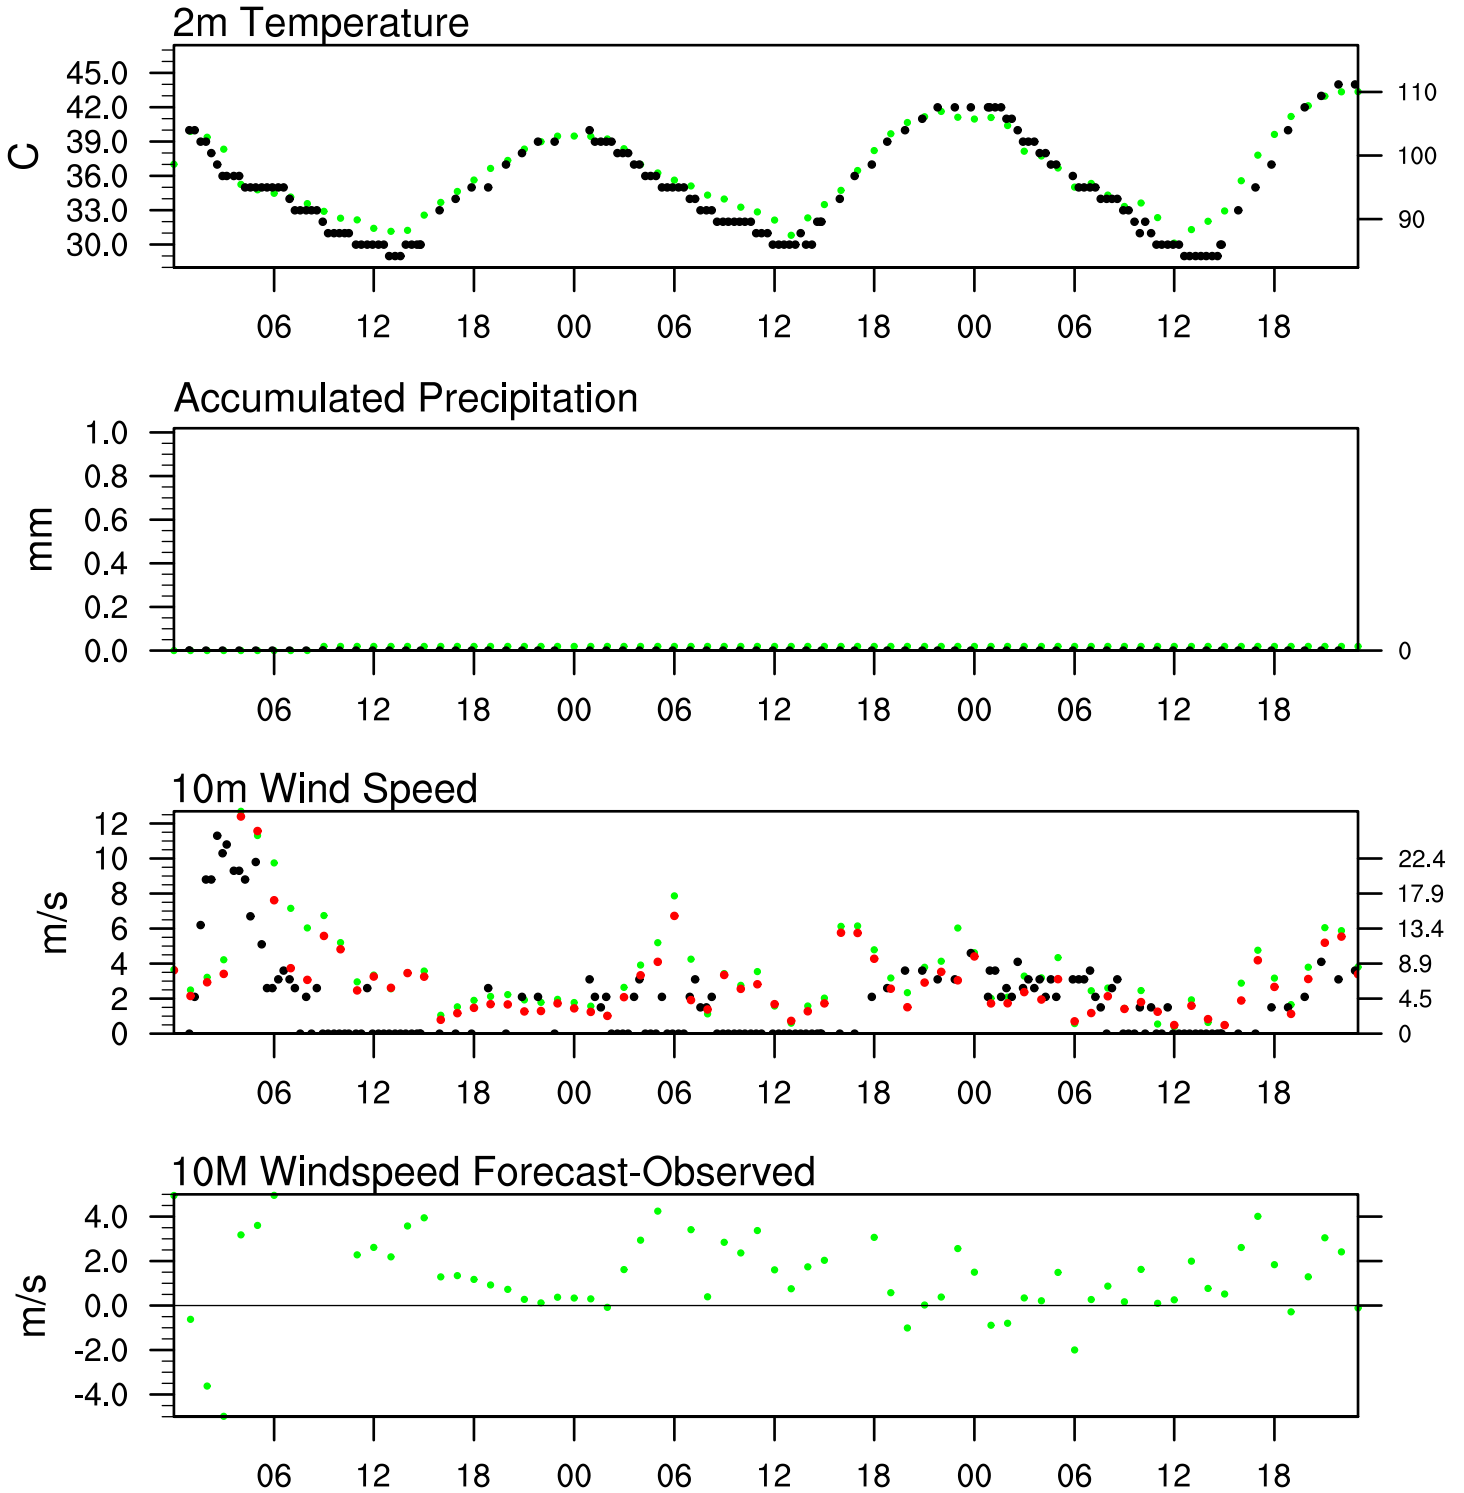 2m Temperature
45.0
42.0
39.0
36.0
33.0
30.0
C
110
100
90
06 12 18 00 06 12 18 00 06 12 18
Accumulated Precipitation
1.0
0.8
0.6
0.4
0.2
0.0
mm
0
06 12 18 00 06 12 18 00 06 12 18
10m Wind Speed
12
10
8
6
4
2
0
m/s
22.4
17.9
13.4
8.9
4.5
0
06 12 18 00 06 12 18 00 06 12 18
10M Windspeed Forecast-Observed
4.0
2.0
0.0
-2.0
-4.0
m/s
06 12 18 00 06 12 18 00 06 12 18